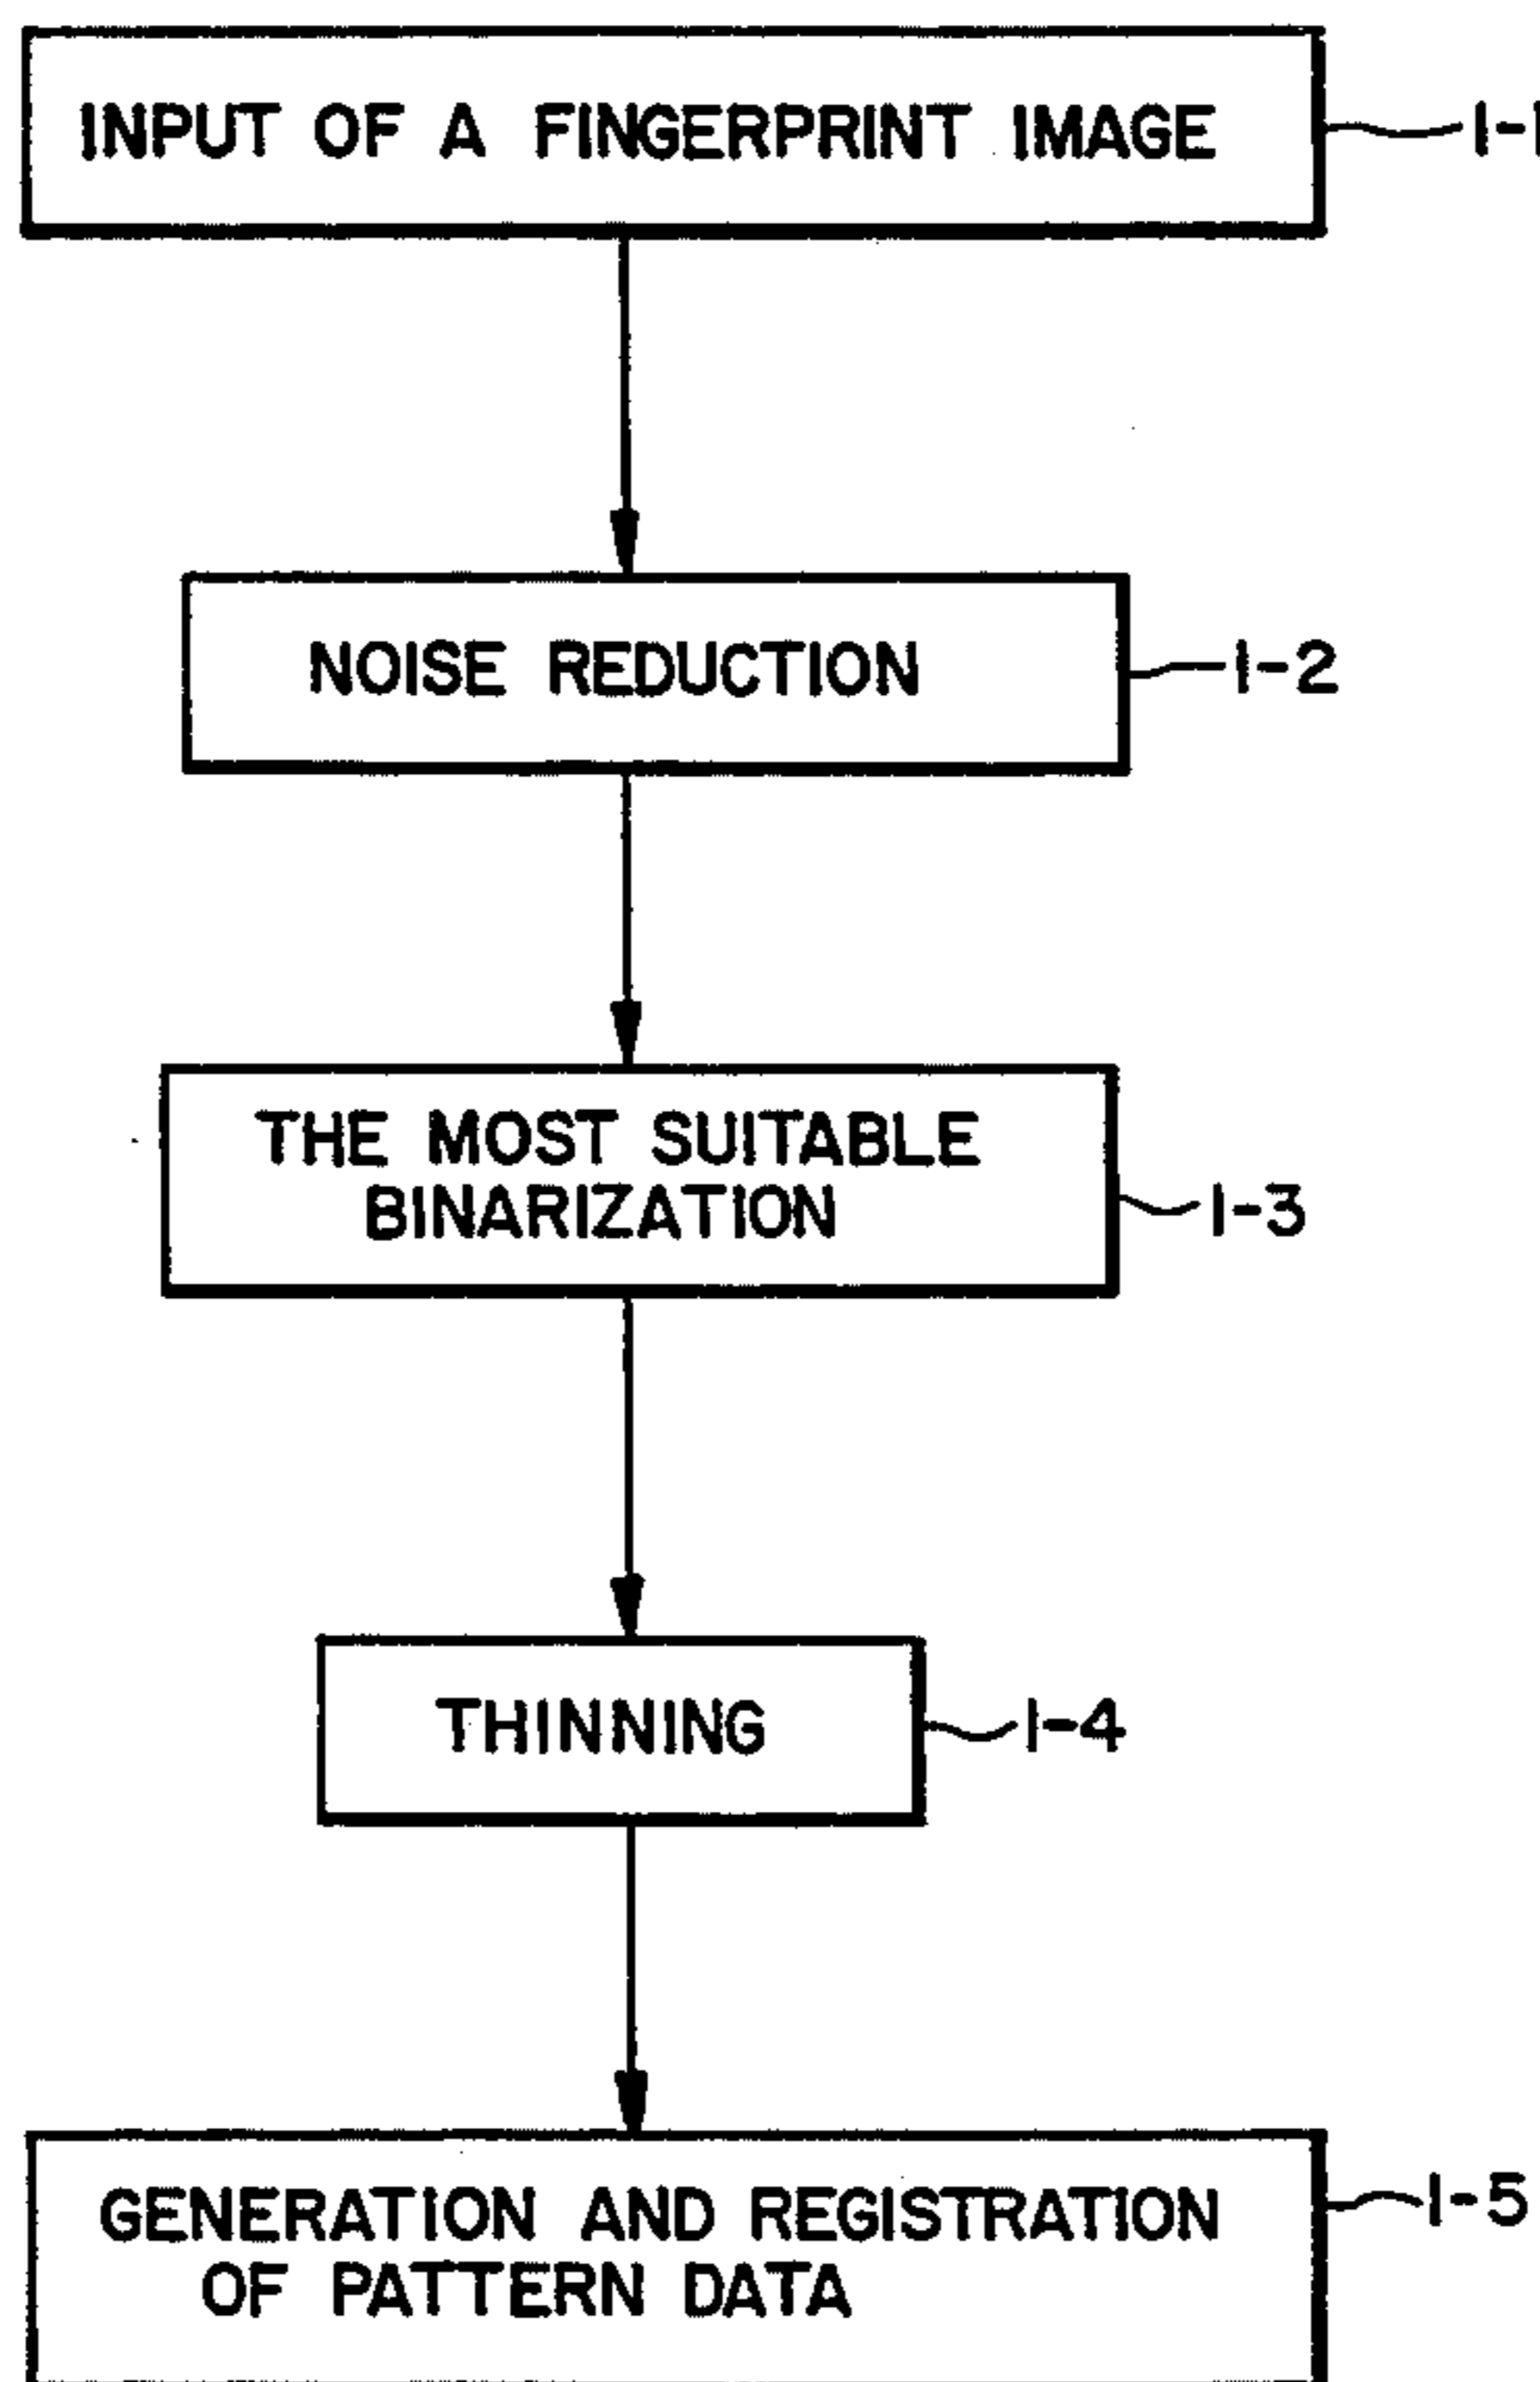 INPUT OF A FINGERPRINT IMAGE
1-1
NOISE REDUCTION
1-2
THE MOST SUITABLE
BINARIZATION
1-3
THINNING
1-4
GENERATION AND REGISTRATION
OF PATTERN DATA
1-5